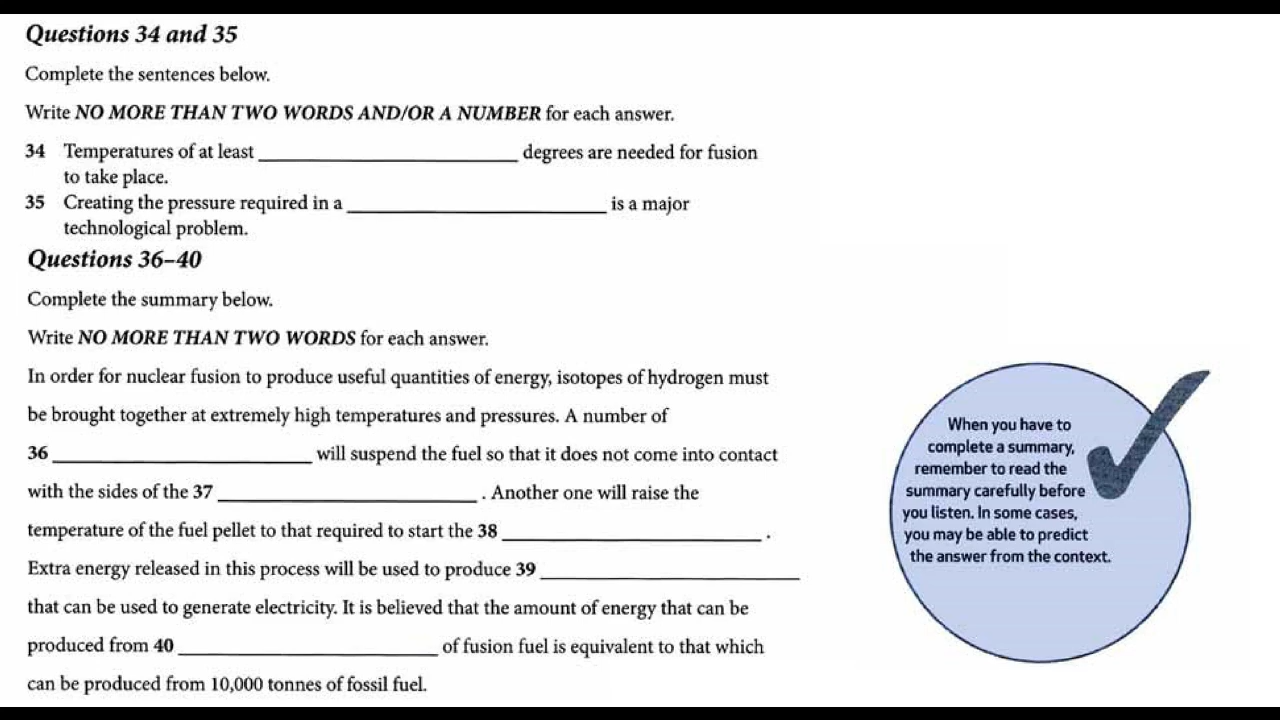 Questions 34 and 35
Complete the sentences below.
Write NO MORE THAN TWO WORDS AND/OR A NUMBER for each answer.
34 Temperatures of at least ____________________ degrees are needed for fusion
to take place.
35 Creating the pressure required in a ____________________ is a major
technological problem.
Questions 36–40
Complete the summary below.
Write NO MORE THAN TWO WORDS for each answer.
In order for nuclear fusion to produce useful quantities of energy, isotopes of hydrogen must
be brought together at extremely high temperatures and pressures. A number of
36 ____________________ will suspend the fuel so that it does not come into contact
with the sides of the 37 ____________________ . Another one will raise the
temperature of the fuel pellet to that required to start the 38 ____________________ .
Extra energy released in this process will be used to produce 39 ____________________
that can be used to generate electricity. It is believed that the amount of energy that can be
produced from 40 ____________________ of fusion fuel is equivalent to that which
can be produced from 10,000 tonnes of fossil fuel.
When you have to
complete a summary,
remember to read the
summary carefully before
you listen. In some cases,
you may be able to predict
the answer from the context.